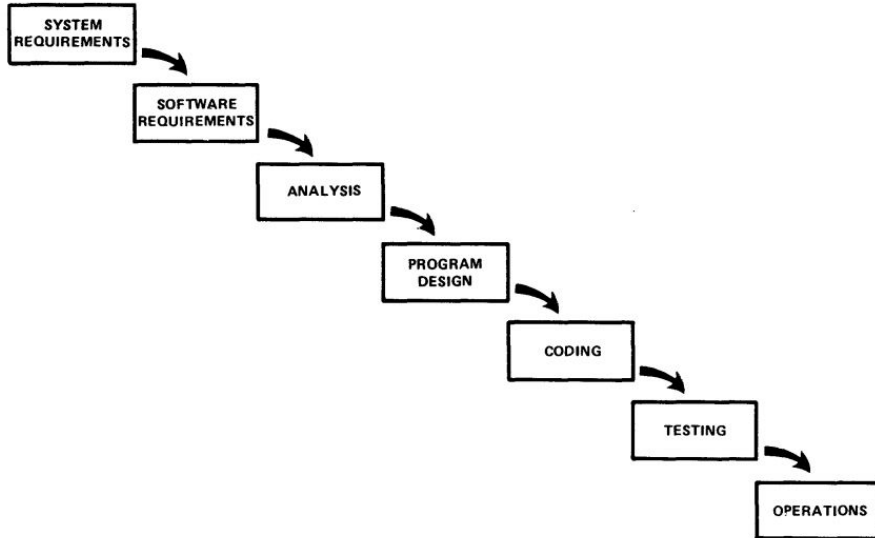 SYSTEM
REQUIREMENTS
SOFTWARE
REQUIREMENTS
ANALYSIS
PROGRAM
DESIGN
CODING
TESTING
OPERATIONS